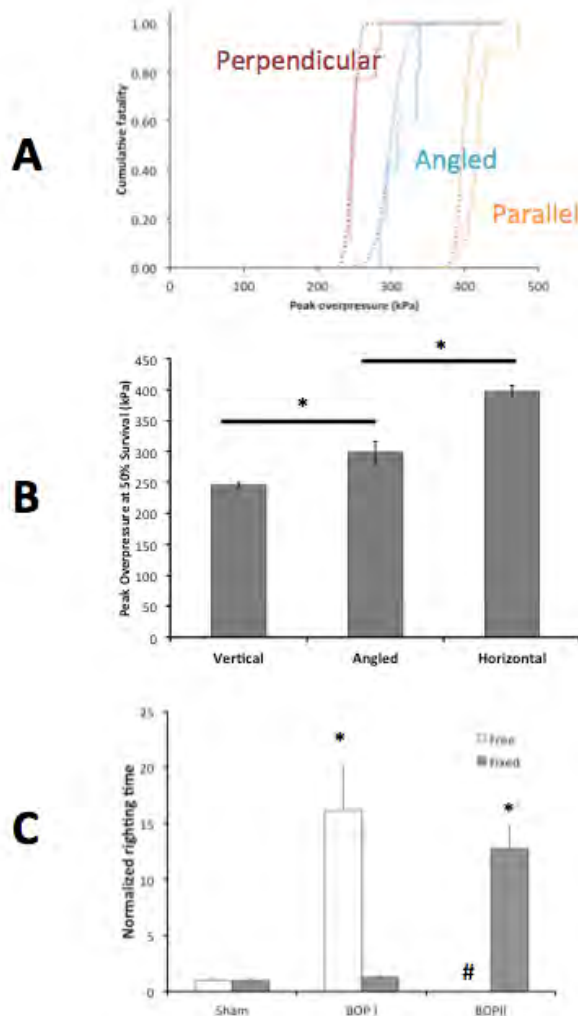 A
Cumulative fatality
1.00
0.80
0.60
0.40
0.20
0.00
Perpendicular
Angled
Parallel
0 100 200 300 400 500
Peak overpressure (kPa)
B
Peak Overpressure at 50% Survival (kPa)
450
400
350
300
250
200
150
100
50
0
* *
Vertical Angled Horizontal
C
Normalized righting time
25
20
15
10
5
0
Free
Fixed
* # *
Sham BOP I BOPII